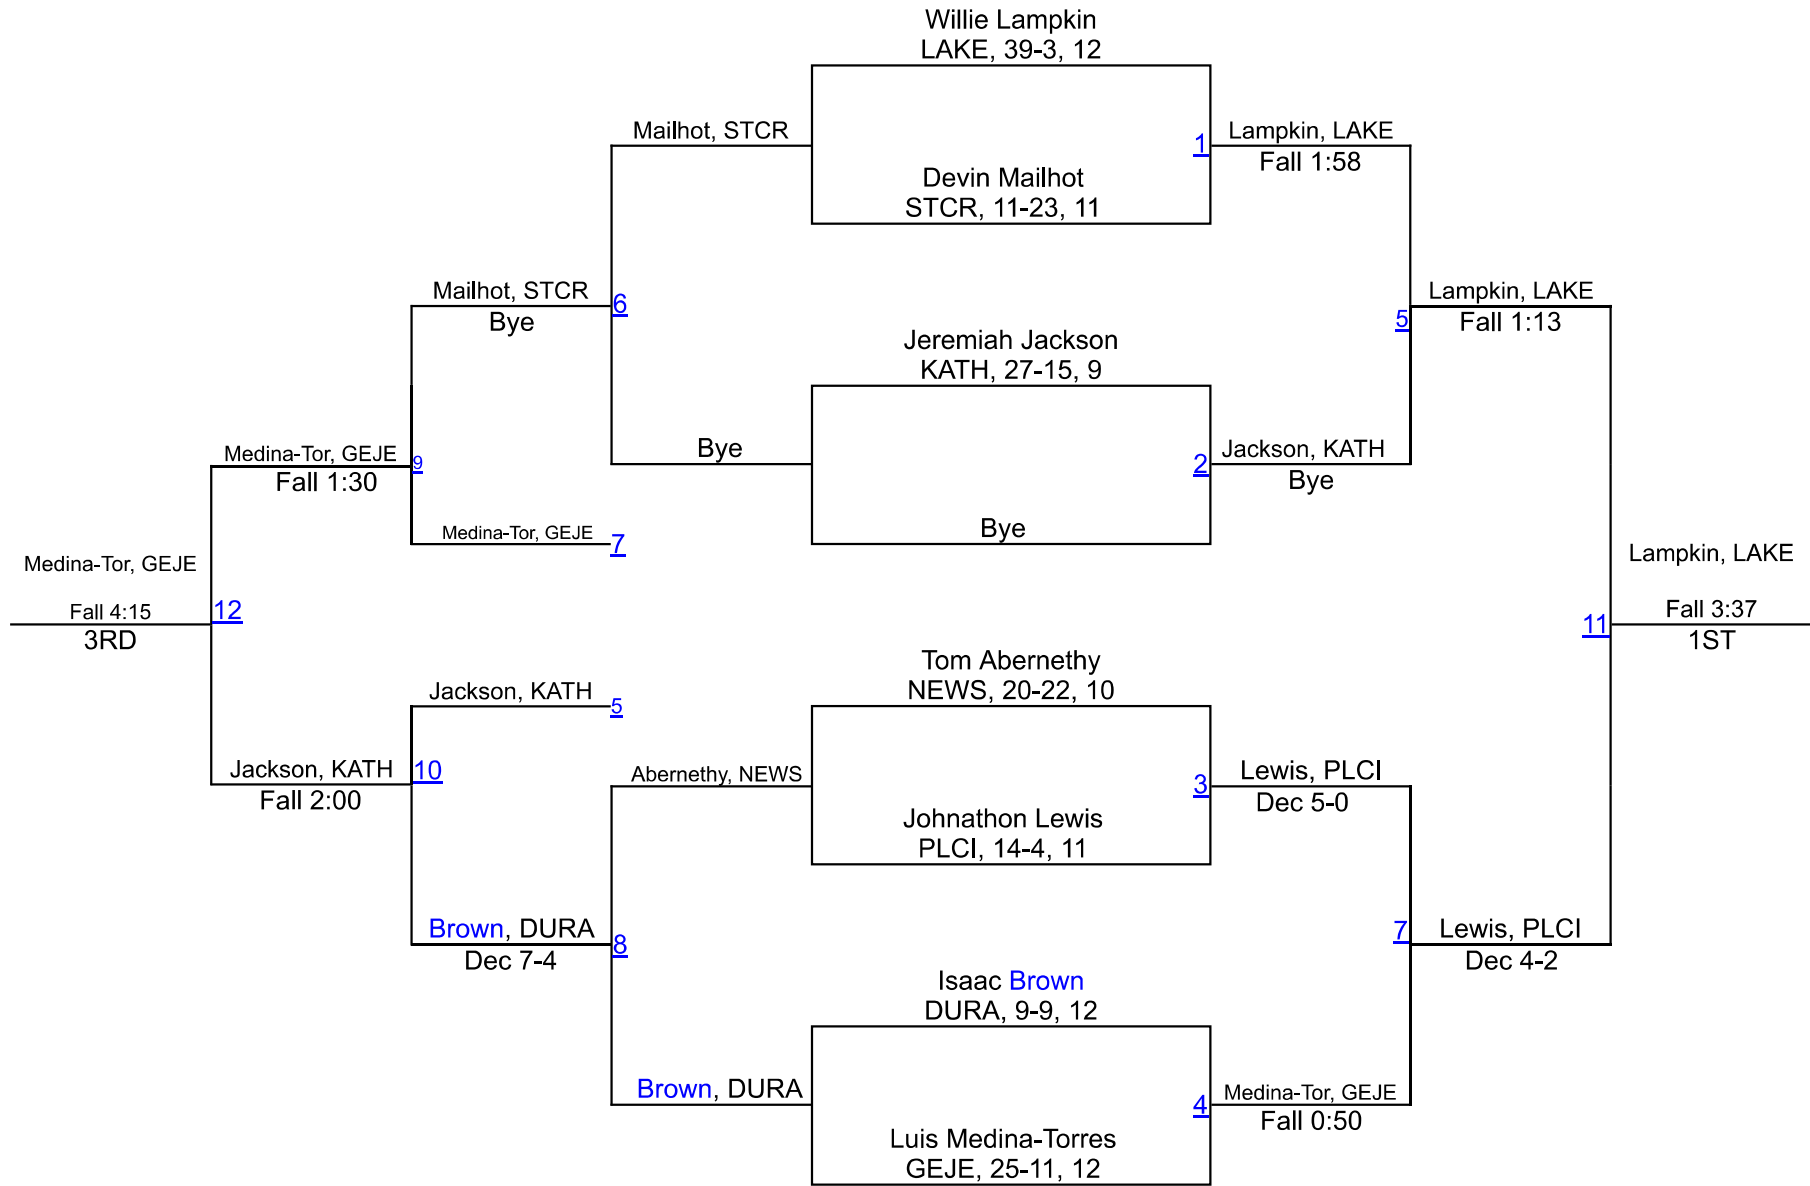 Willie Lampkin
LAKE, 39-3, 12
Mailhot, STCR
1
Lampkin, LAKE
Fall 1:58
Devin Mailhot
STCR, 11-23, 11
Mailhot, STCR
Bye
6
Lampkin, LAKE
Fall 1:13
5
Jeremiah Jackson
KATH, 27-15, 9
Medina-Tor, GEJE
Fall 1:30
9
Bye
2
Jackson, KATH
Bye
Medina-Tor, GEJE
7
Bye
Medina-Tor, GEJE
Fall 4:15
3RD
12
Lampkin, LAKE
Fall 3:37
1ST
11
Tom Abernethy
NEWS, 20-22, 10
Jackson, KATH
5
Jackson, KATH
Fall 2:00
10
Abernethy, NEWS
3
Lewis, PLCI
Dec 5-0
Johnathon Lewis
PLCI, 14-4, 11
Brown, DURA
Dec 7-4
8
7
Lewis, PLCI
Dec 4-2
Isaac Brown
DURA, 9-9, 12
Brown, DURA
4
Medina-Tor, GEJE
Fall 0:50
Luis Medina-Torres
GEJE, 25-11, 12